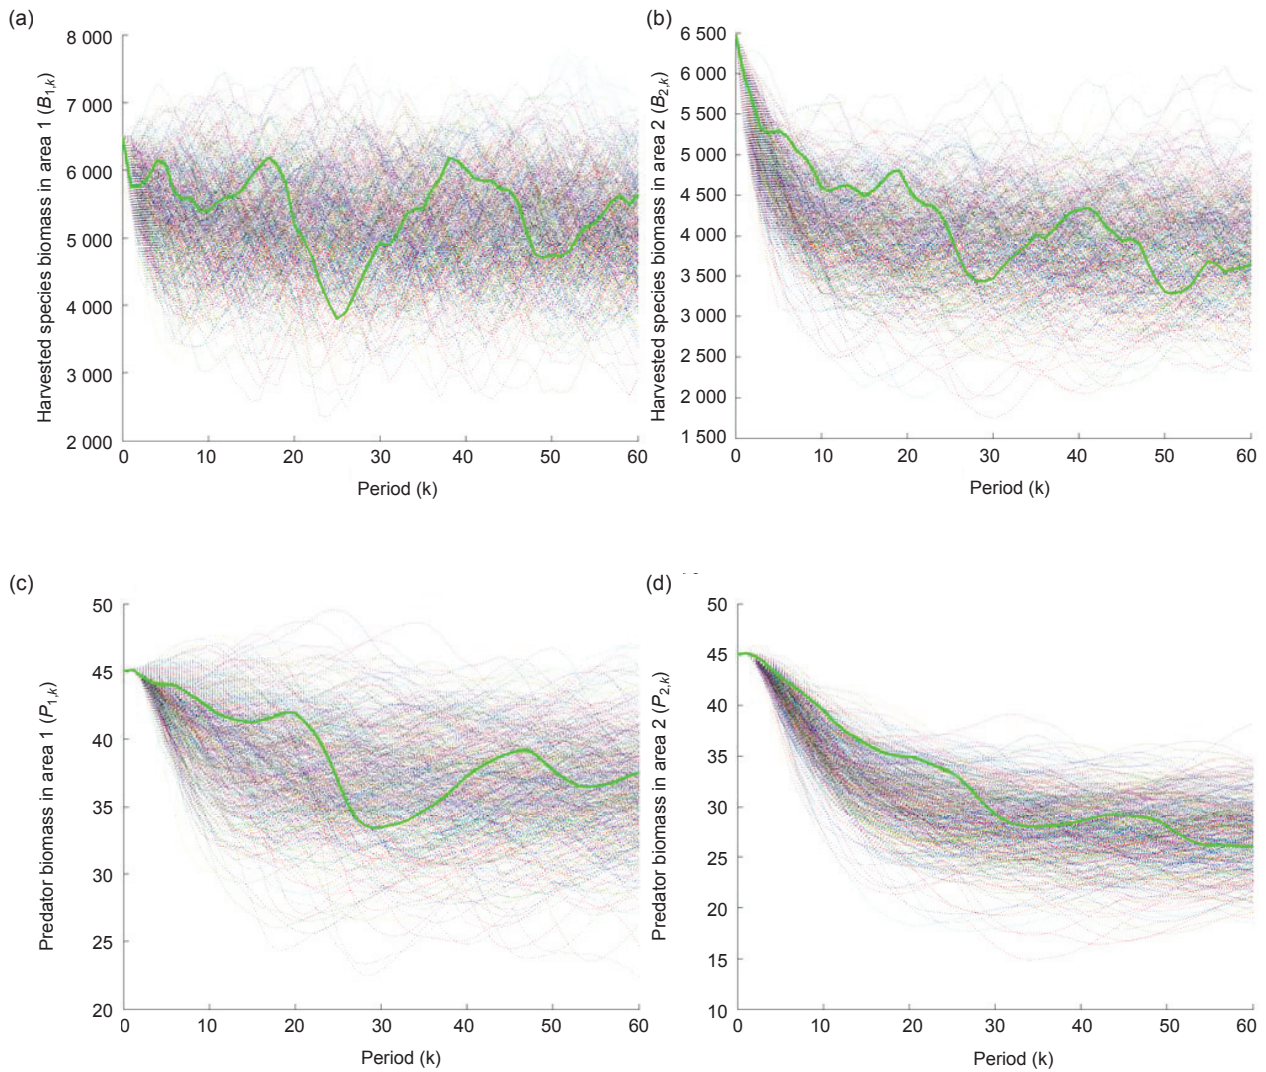 (a)
8 000
7 000
6 000
5 000
4 000
3 000
2 000
Harvested species biomass in area 1 (B1,k)
0 10 20 30 40 50 60
Period (k)
(b)
6 500
6 000
5 500
5 000
4 500
4 000
3 500
3 000
2 500
2 000
1 500
Harvested species biomass in area 2 (B2,k)
0 10 20 30 40 50 60
Period (k)
(c)
50
45
40
35
30
25
20
Predator biomass in area 1 (P1,k)
0 10 20 30 40 50 60
Period (k)
(d)
50
45
40
35
30
25
20
15
10
Predator biomass in area 2 (P2,k)
0 10 20 30 40 50 60
Period (k)